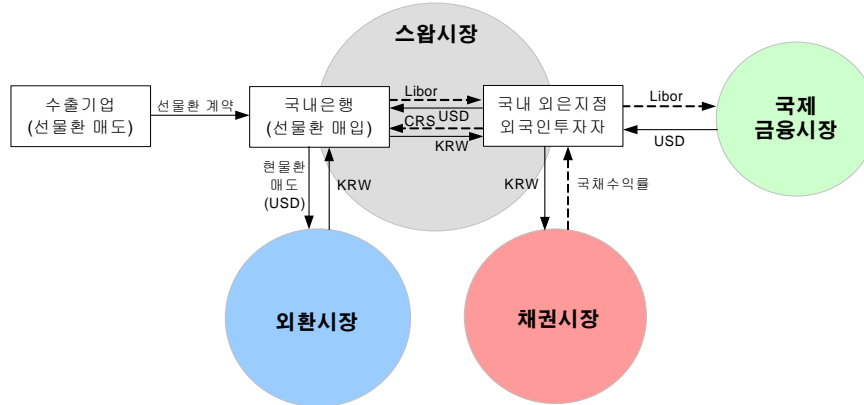 스왑시장
수출기업
(선물환 매도)
선물환 계약
국내은행
(선물환 매입)
Libor
USD
CRS
KRW
국내 외은지점
외국인투자자
Libor
USD
국제
금융시장
현물환
매도
(USD)
KRW
KRW
국채수익률
외환시장
채권시장